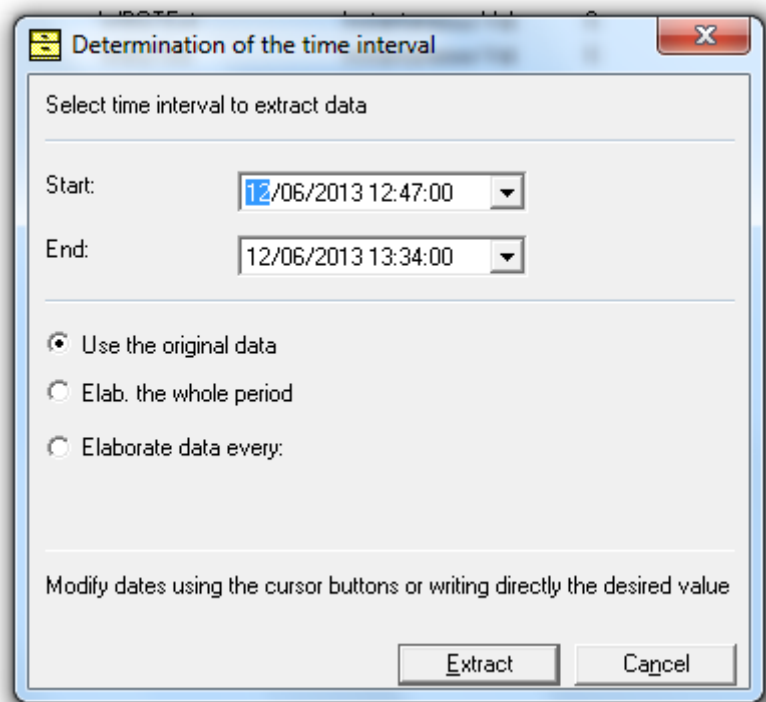 Determination of the time interval
Select time interval to extract data
Start: 12/06/2013 12:47:00
End: 12/06/2013 13:34:00
Use the original data
Elab. the whole period
Elaborate data every:
Modify dates using the cursor buttons or writing directly the desired value
Extract Cancel